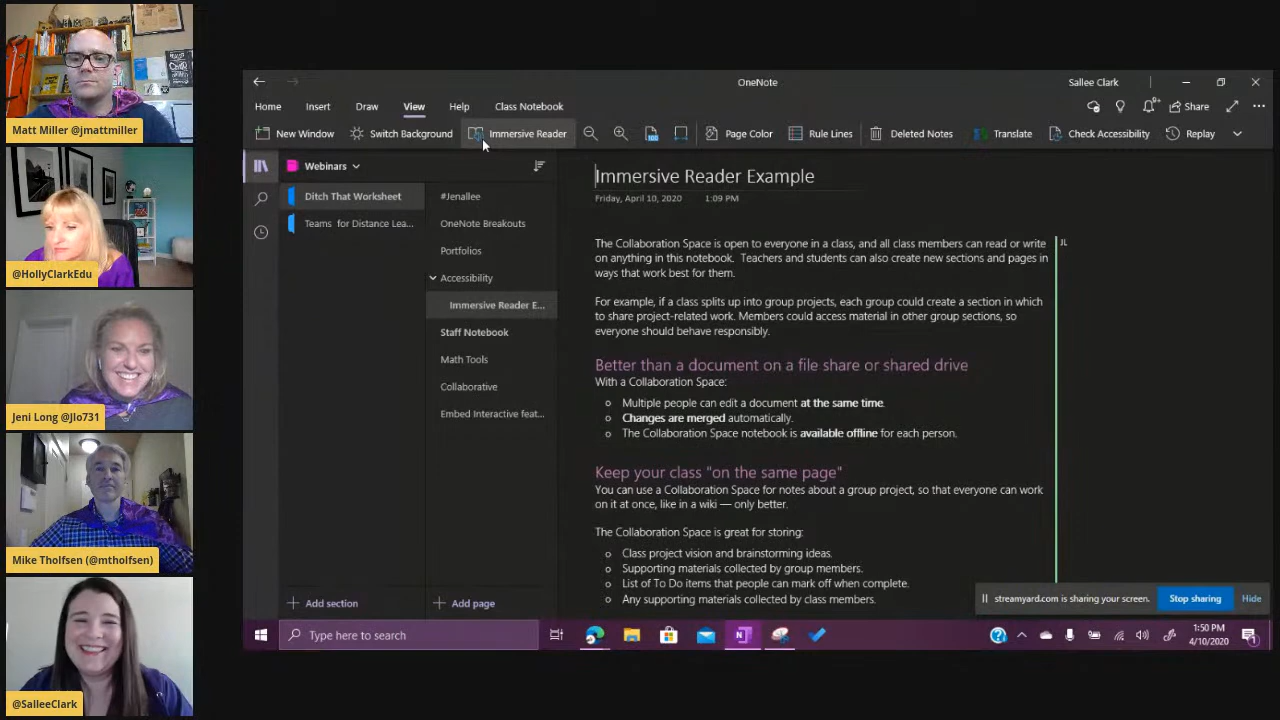 Matt Miller @jmattmiller
@HollyClarkEdu
Jeni Long @Jlo731
Mike Tholfsen (@mtholfsen)
@SalleeClark
OneNote
Sallee Clark
Home Insert Draw View Help Class Notebook
Share
New Window Switch Background Immersive Reader Page Color Rule Lines Deleted Notes Translate Check Accessibility Replay
Webinars
Ditch That Worksheet
Teams for Distance Lea...
#Jenallee
OneNote Breakouts
Portfolios
Accessibility
Immersive Reader E...
Staff Notebook
Math Tools
Collaborative
Embed Interactive feat...
Add section
Add page
Immersive Reader Example
Friday, April 10, 2020 1:09 PM
The Collaboration Space is open to everyone in a class, and all class members can read or write
on anything in this notebook. Teachers and students can also create new sections and pages in
ways that work best for them.
For example, if a class splits up into group projects, each group could create a section in which
to share project-related work. Members could access material in other group sections, so
everyone should behave responsibly.
Better than a document on a file share or shared drive
With a Collaboration Space:
Multiple people can edit a document at the same time.
Changes are merged automatically.
The Collaboration Space notebook is available offline for each person.
Keep your class "on the same page"
You can use a Collaboration Space for notes about a group project, so that everyone can work
on it at once, like in a wiki — only better.
The Collaboration Space is great for storing:
Class project vision and brainstorming ideas.
Supporting materials collected by group members.
List of To Do items that people can mark off when complete.
Any supporting materials collected by class members.
JL
streamyard.com is sharing your screen. Stop sharing Hide
Type here to search
1:50 PM
4/10/2020